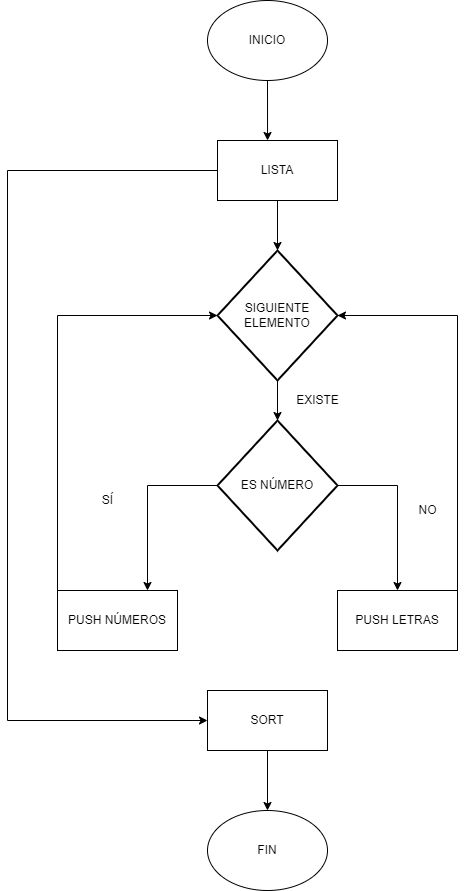 INICIO
LISTA
SIGUIENTE
ELEMENTO
EXISTE
ES NÚMERO
SÍ
NO
PUSH NÚMEROS
PUSH LETRAS
SORT
FIN